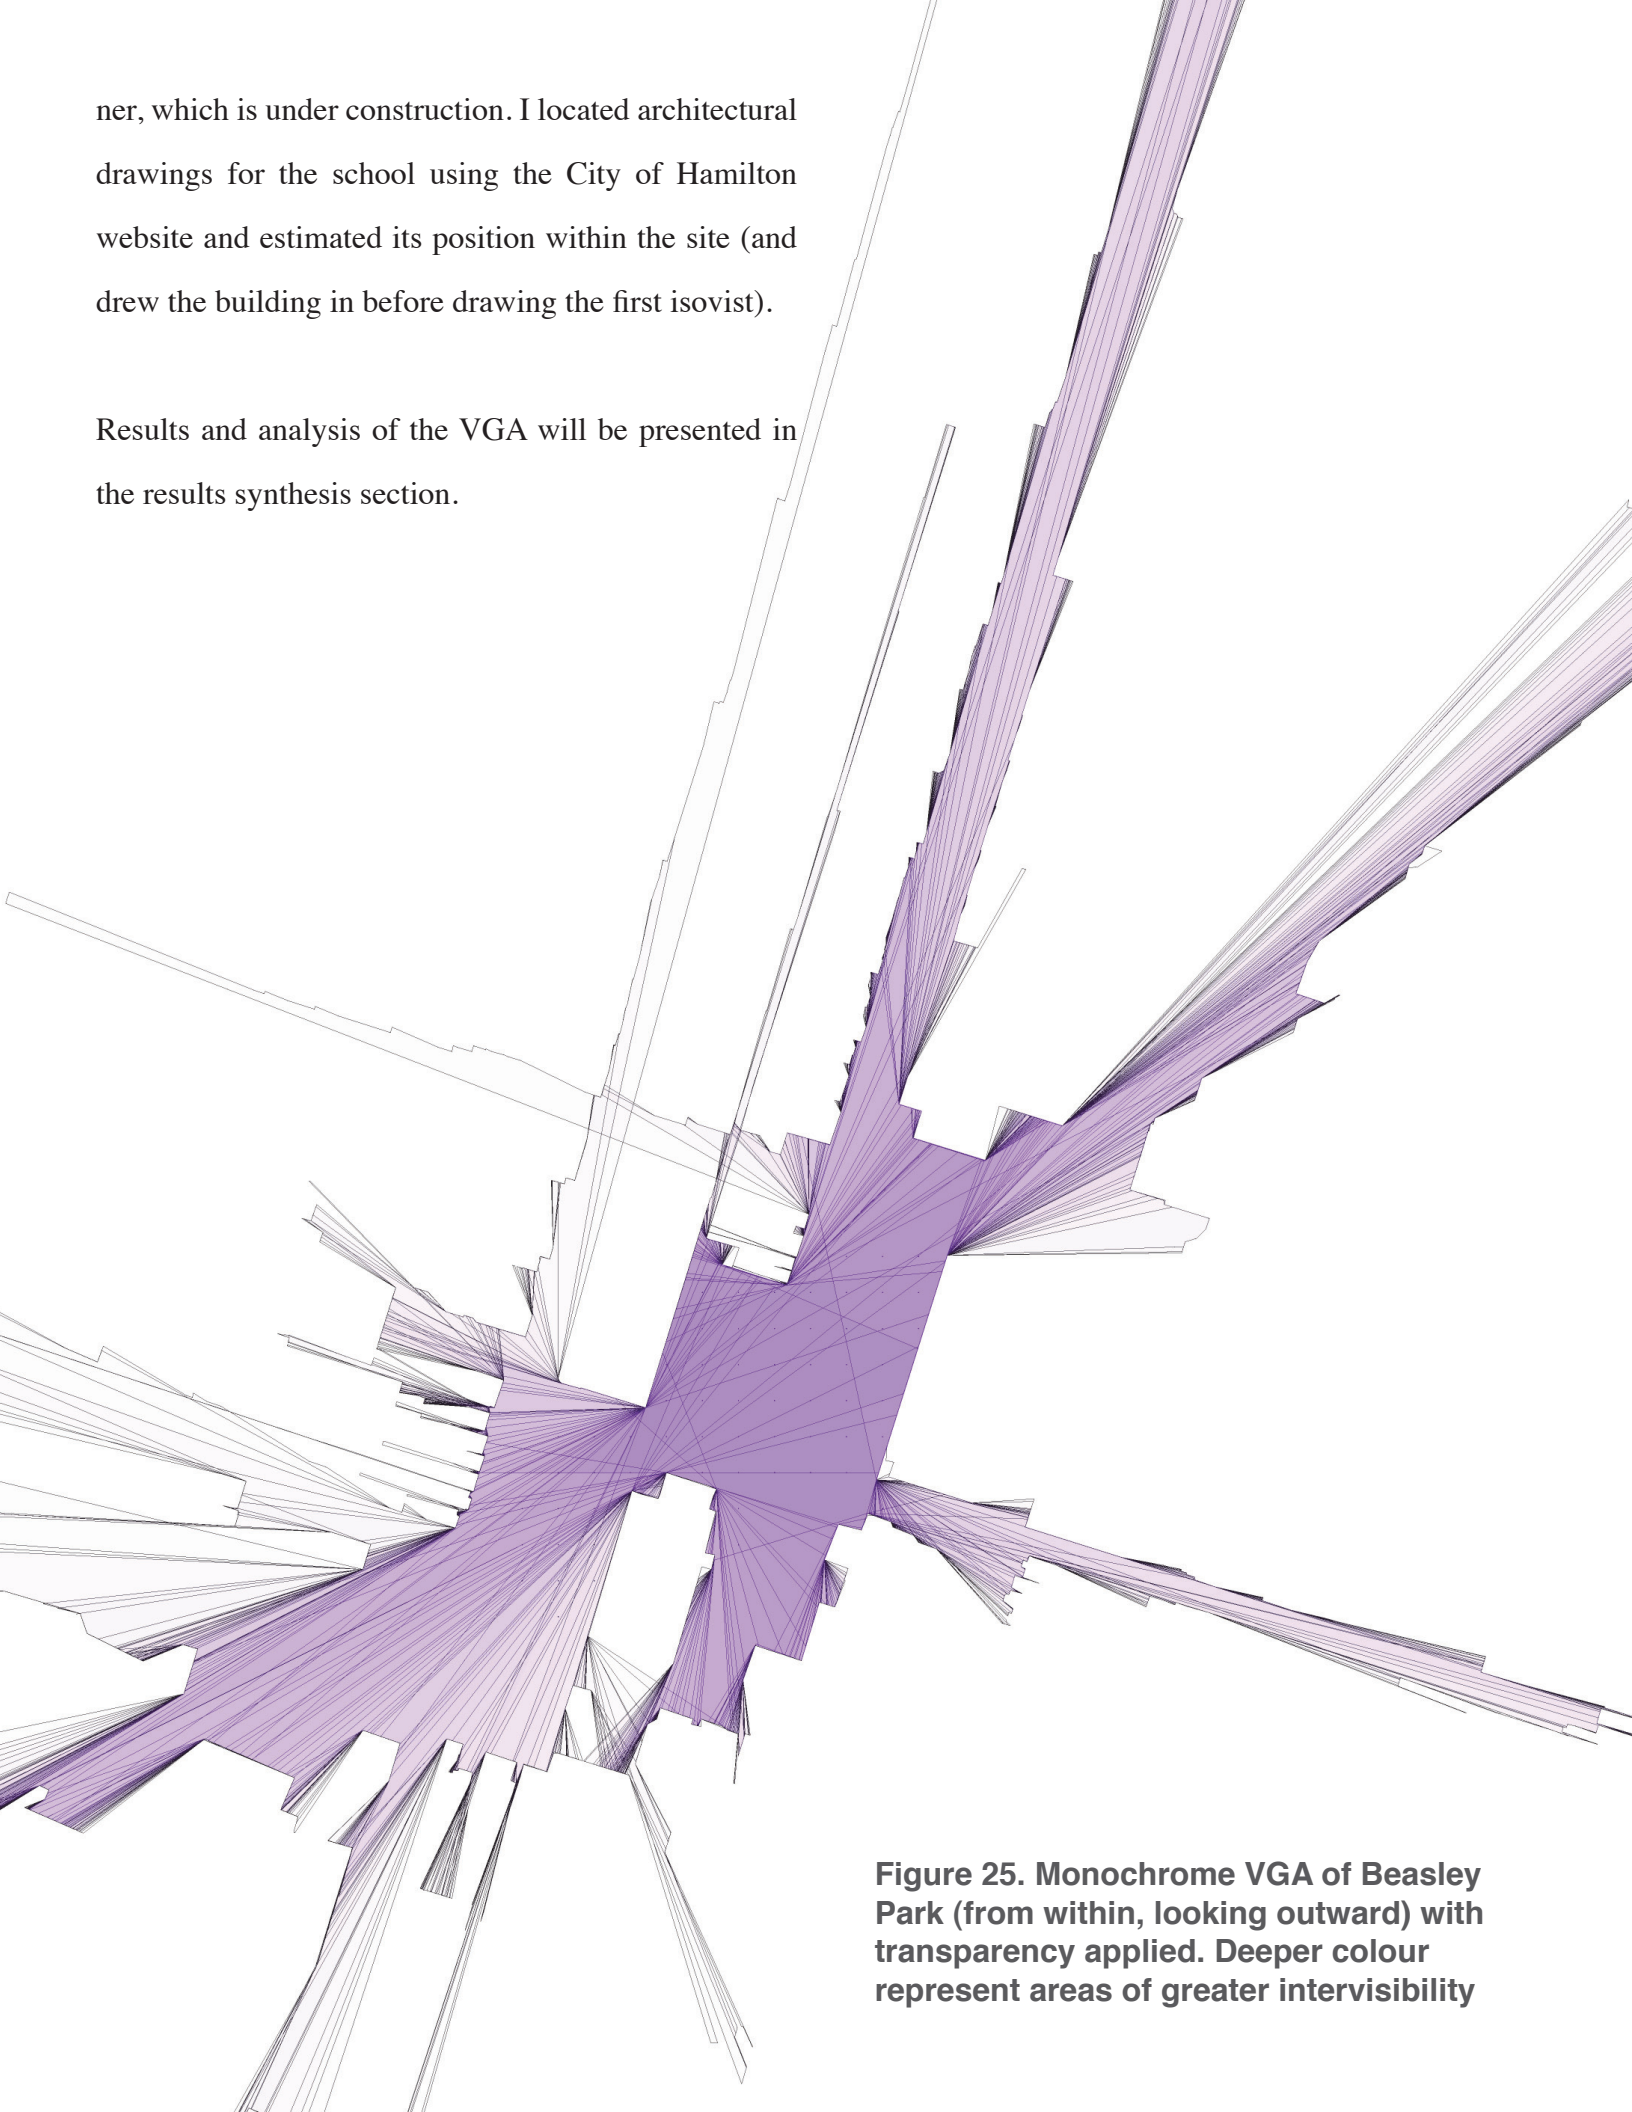 ner, which is under construction. I located architectural
drawings for the school using the City of Hamilton
website and estimated its position within the site (and
drew the building in before drawing the first isovist).
Results and analysis of the VGA will be presented in
the results synthesis section.
Figure 25. Monochrome VGA of Beasley
Park (from within, looking outward) with
transparency applied. Deeper colour
represent areas of greater intervisibility